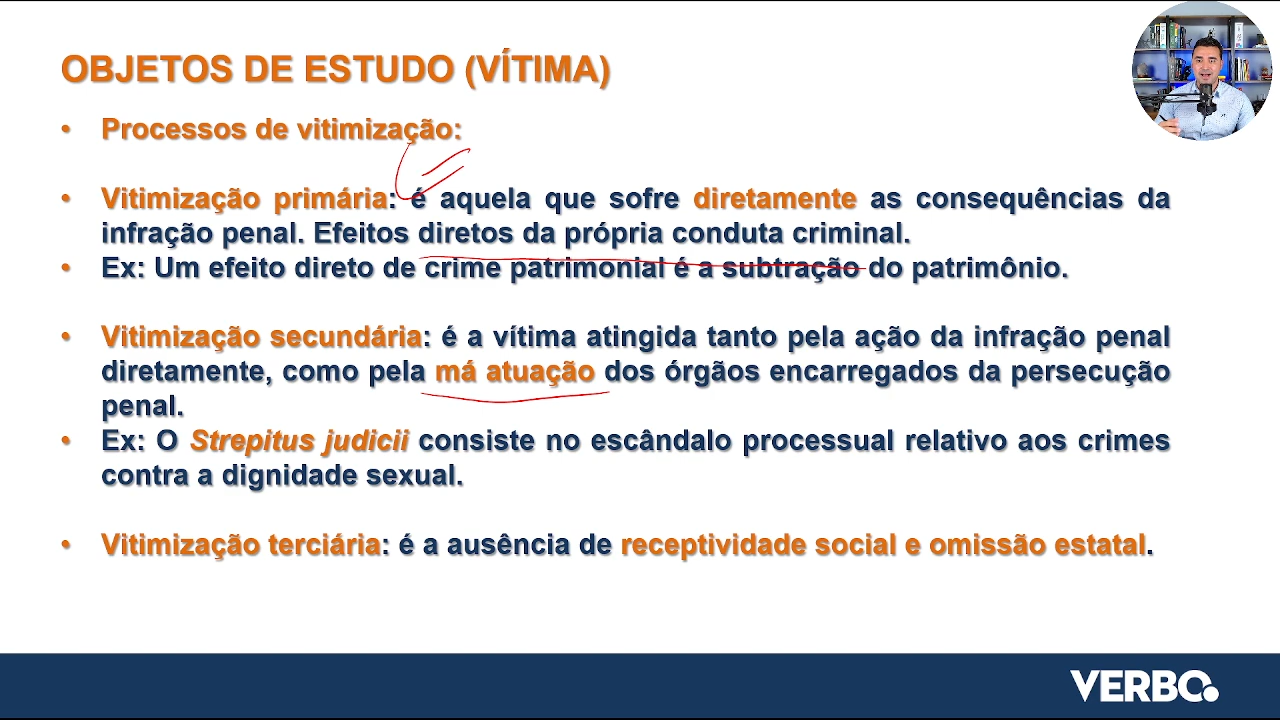 OBJETOS DE ESTUDO (VÍTIMA)
• Processos de vitimização:
• Vitimização primária: é aquela que sofre diretamente as consequências da
infração penal. Efeitos diretos da própria conduta criminal.
• Ex: Um efeito direto de crime patrimonial é a subtração do patrimônio.
• Vitimização secundária: é a vítima atingida tanto pela ação da infração penal
diretamente, como pela má atuação dos órgãos encarregados da persecução
penal.
• Ex: O Strepitus judicii consiste no escândalo processual relativo aos crimes
contra a dignidade sexual.
• Vitimização terciária: é a ausência de receptividade social e omissão estatal.
VERBO